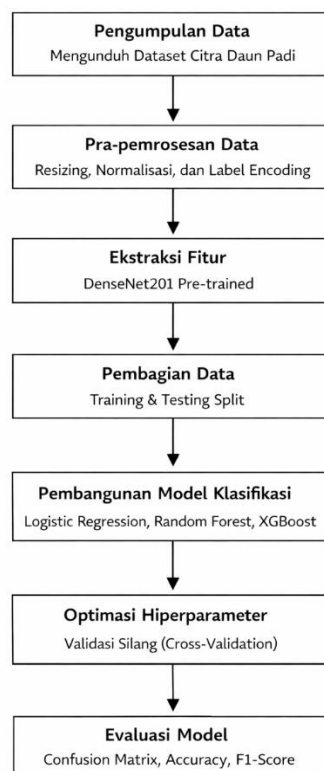 Pengumpulan Data
Mengunduh Dataset Citra Daun Padi
Pra-pemrosesan Data
Resizing, Normalisasi, dan Label Encoding
Ekstraksi Fitur
DenseNet201 Pre-trained
Pembagian Data
Training & Testing Split
Pembangunan Model Klasifikasi
Logistic Regression, Random Forest, XGBoost
Optimasi Hiperparameter
Validasi Silang (Cross-Validation)
Evaluasi Model
Confusion Matrix, Accuracy, F1-Score